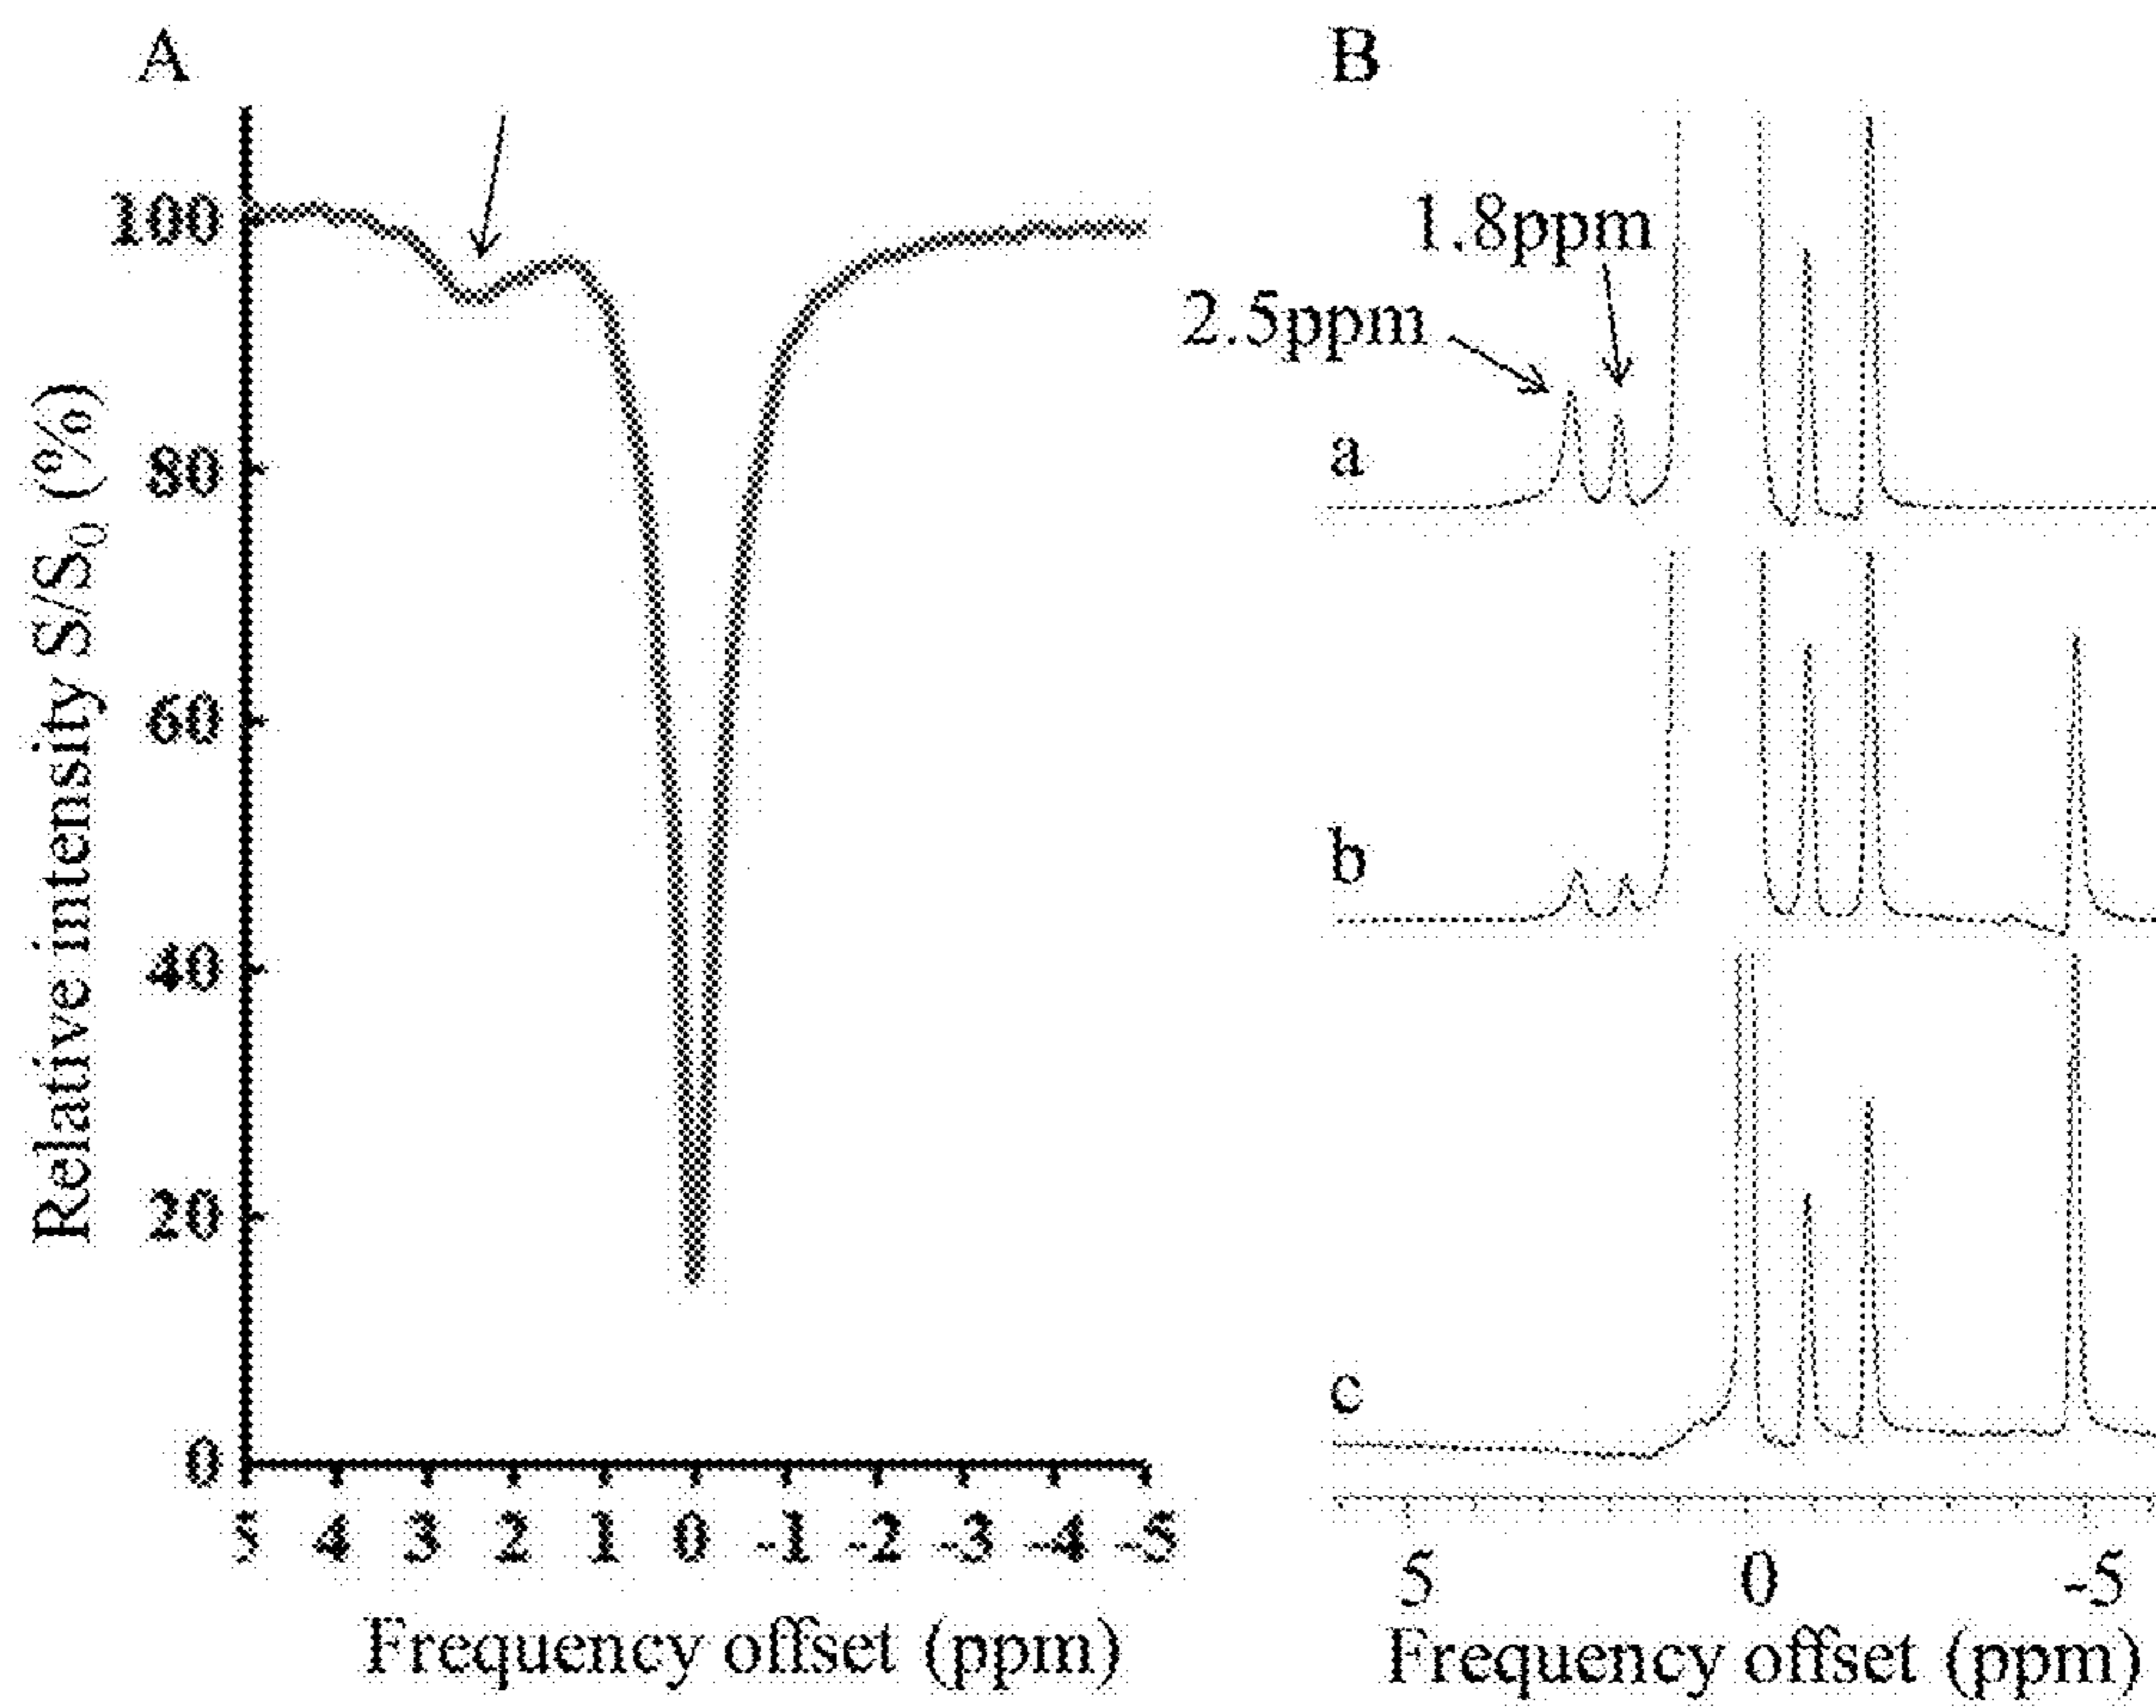 A
Relative intensity S/S₀ (%)
100
80
60
40
20
0
5 4 3 2 1 0 -1 -2 -3 -4 -5
Frequency offset (ppm)
B
1.8ppm
2.5ppm
a
b
c
5 0 -5
Frequency offset (ppm)